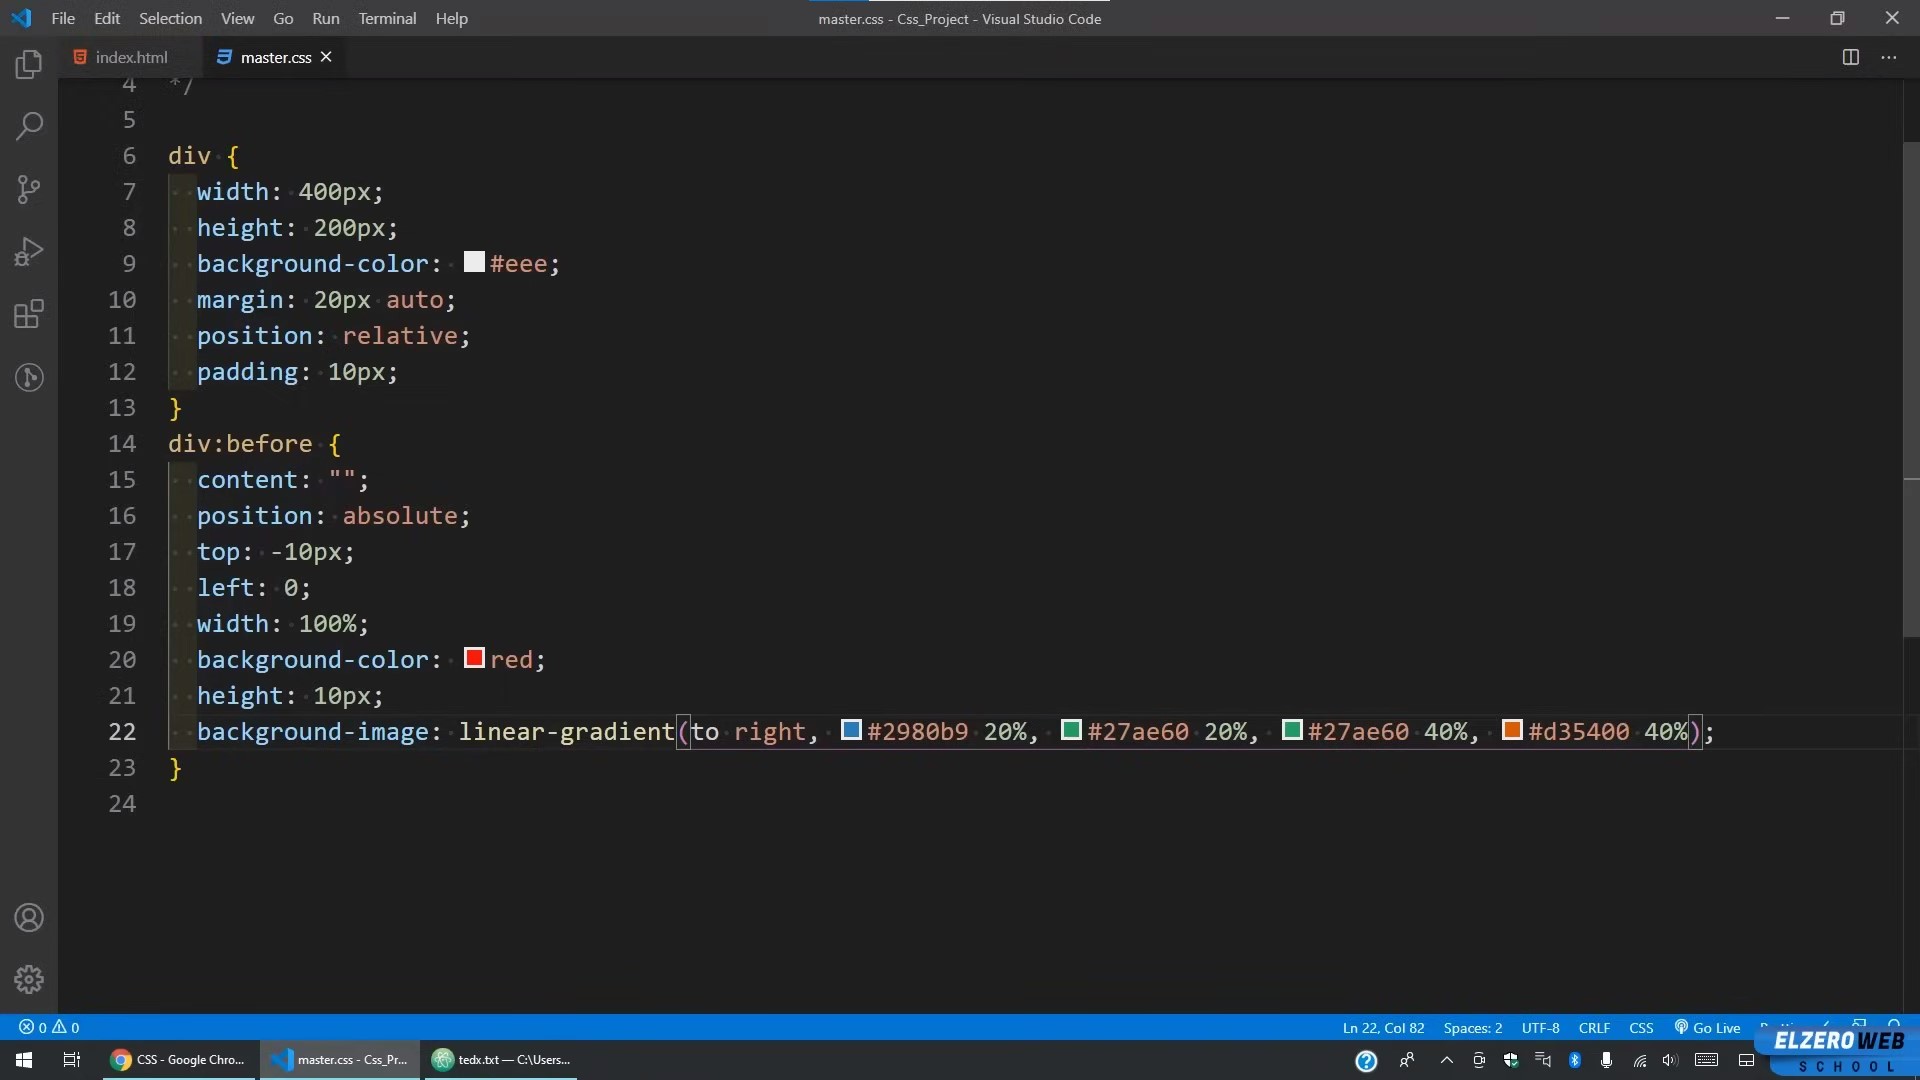 File Edit Selection View Go Run Terminal Help
master.css - Css_Project - Visual Studio Code
index.html
master.css
4 */
5
6 div {
7 width: 400px;
8 height: 200px;
9 background-color: #eee;
10 margin: 20px auto;
11 position: relative;
12 padding: 10px;
13 }
14 div:before {
15 content: "";
16 position: absolute;
17 top: -10px;
18 left: 0;
19 width: 100%;
20 background-color: red;
21 height: 10px;
22 background-image: linear-gradient(to right, #2980b9 20%, #27ae60 20%, #27ae60 40%, #d35400 40%);
23 }
24
0 0
Ln 22, Col 82 Spaces: 2 UTF-8 CRLF CSS Go Live
CSS - Google Chro...
master.css - Css_Pr...
tedx.txt — C:\Users...
ELZEROWEB
SCHOOL